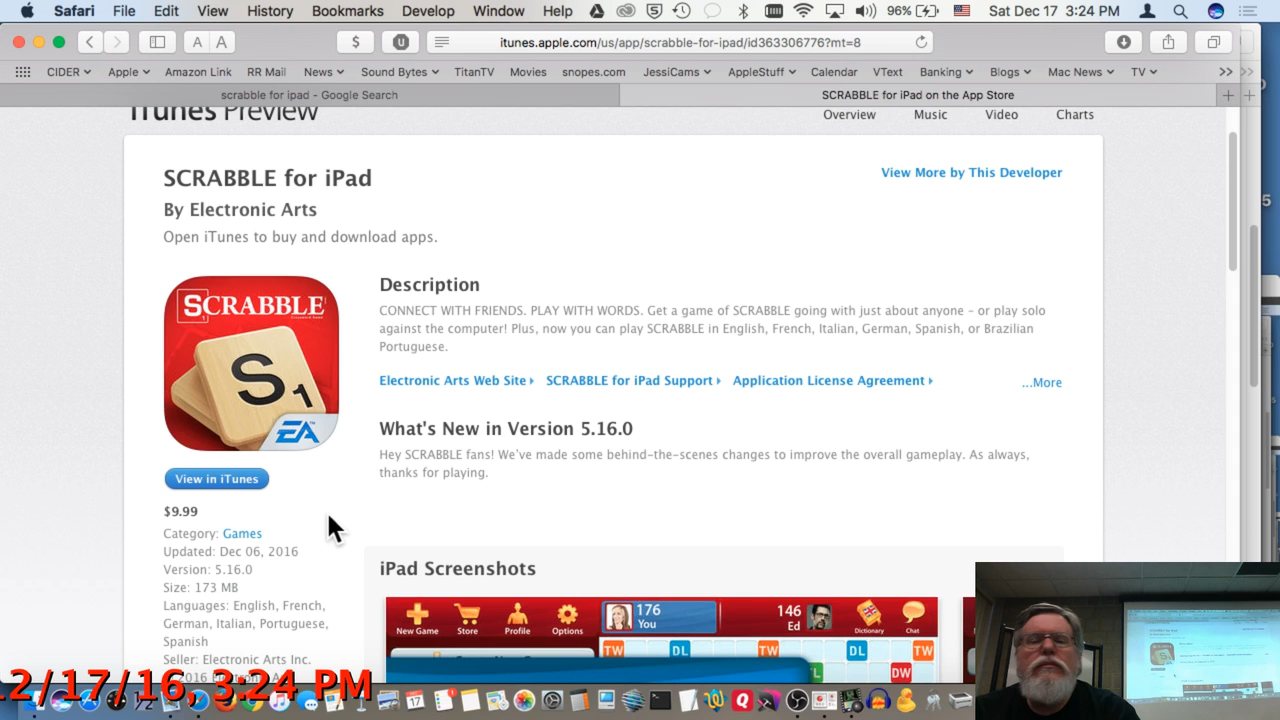 Safari File Edit View History Bookmarks Develop Window Help 96% Sat Dec 17 3:24 PM
A A $ itunes.apple.com/us/app/scrabble-for-ipad/id363306776?mt=8
CIDER Apple Amazon Link RR Mail News Sound Bytes TitanTV Movies snopes.com JessiCams AppleStuff Calendar VText Banking Blogs Mac News TV >>
scrabble for ipad - Google Search SCRABBLE for iPad on the App Store
iTunes Preview Overview Music Video Charts
SCRABBLE for iPad View More by This Developer
By Electronic Arts
Open iTunes to buy and download apps.
SCRABBLE
S1
EA
View in iTunes
$9.99
Category: Games
Updated: Dec 06, 2016
Version: 5.16.0
Size: 173 MB
Languages: English, French,
German, Italian, Portuguese,
Spanish
Seller: Electronic Arts Inc.
Description
CONNECT WITH FRIENDS. PLAY WITH WORDS. Get a game of SCRABBLE going with just about anyone – or play solo
against the computer! Plus, now you can play SCRABBLE in English, French, Italian, German, Spanish, or Brazilian
Portuguese.
Electronic Arts Web Site SCRABBLE for iPad Support Application License Agreement ...More
What's New in Version 5.16.0
Hey SCRABBLE fans! We've made some behind-the-scenes changes to improve the overall gameplay. As always,
thanks for playing.
iPad Screenshots
New Game Store Profile Options 176 You 146 Ed Dictionary Chat
TW DL TW DL TW
DW
2/17/16, 3:24 PM